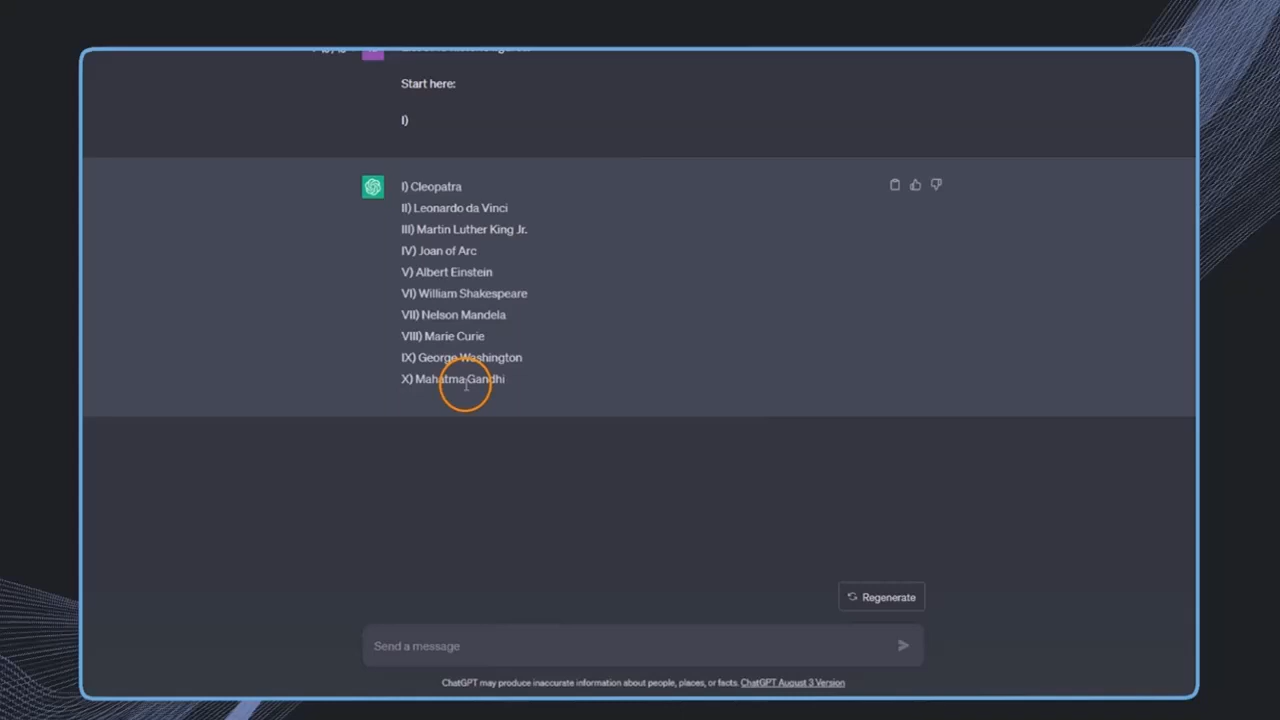 Start here:
I)
I) Cleopatra
II) Leonardo da Vinci
III) Martin Luther King Jr.
IV) Joan of Arc
V) Albert Einstein
VI) William Shakespeare
VII) Nelson Mandela
VIII) Marie Curie
IX) George Washington
X) Mahatma Gandhi
Regenerate
Send a message
ChatGPT may produce inaccurate information about people, places, or facts. ChatGPT August 3 Version